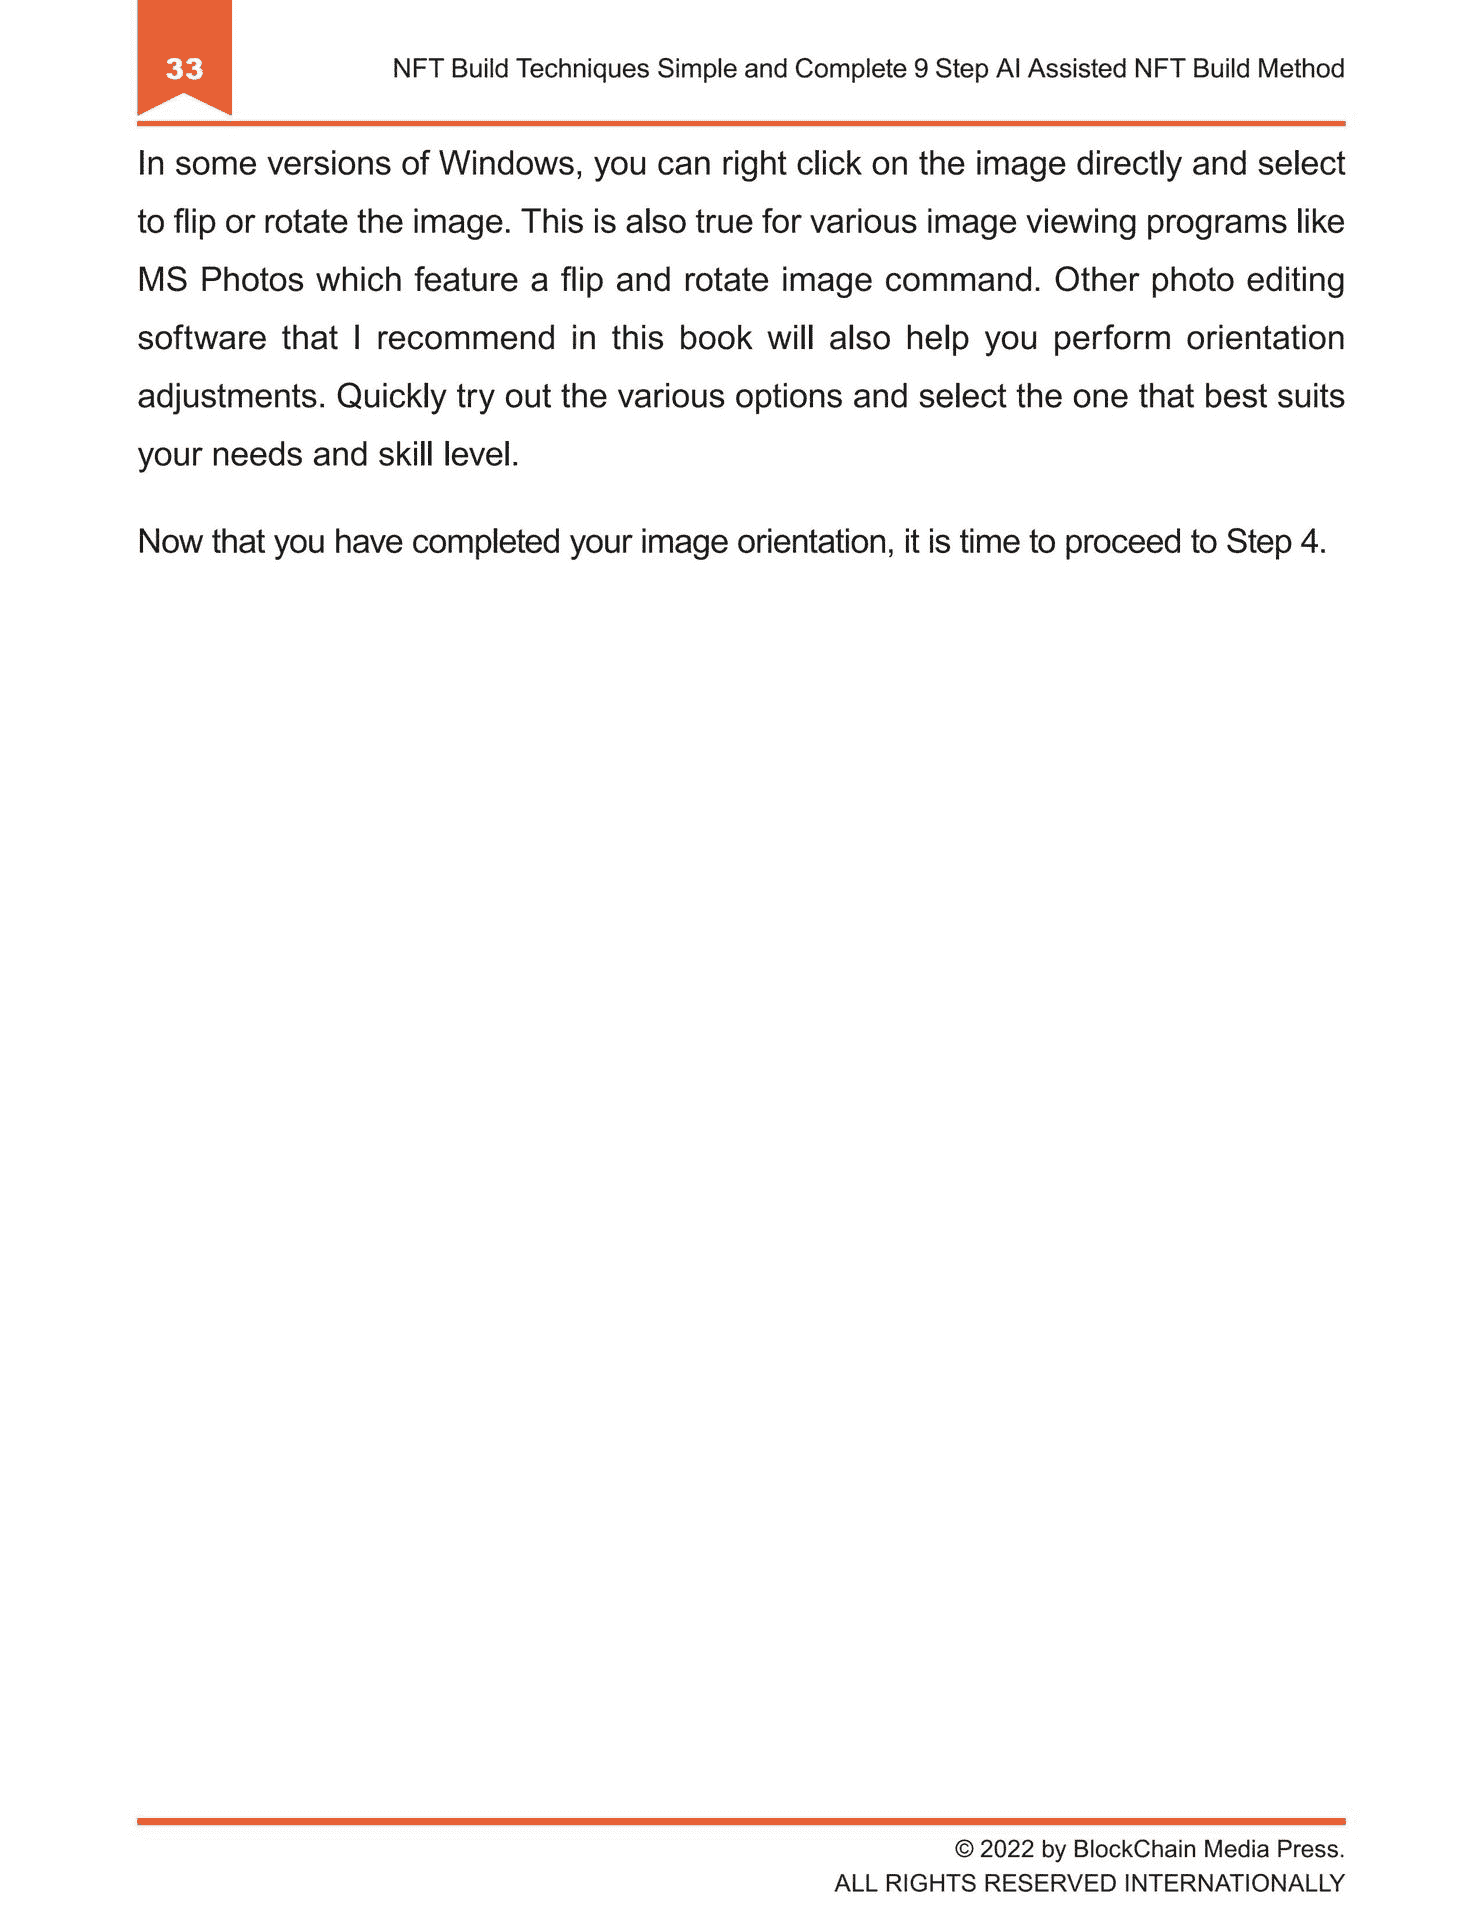 33
NFT Build Techniques Simple and Complete 9 Step AI Assisted NFT Build Method
In some versions of Windows, you can right click on the image directly and select
to flip or rotate the image. This is also true for various image viewing programs like
MS Photos which feature a flip and rotate image command. Other photo editing
software that I recommend in this book will also help you perform orientation
adjustments. Quickly try out the various options and select the one that best suits
your needs and skill level.
Now that you have completed your image orientation, it is time to proceed to Step 4.
© 2022 by BlockChain Media Press.
ALL RIGHTS RESERVED INTERNATIONALLY